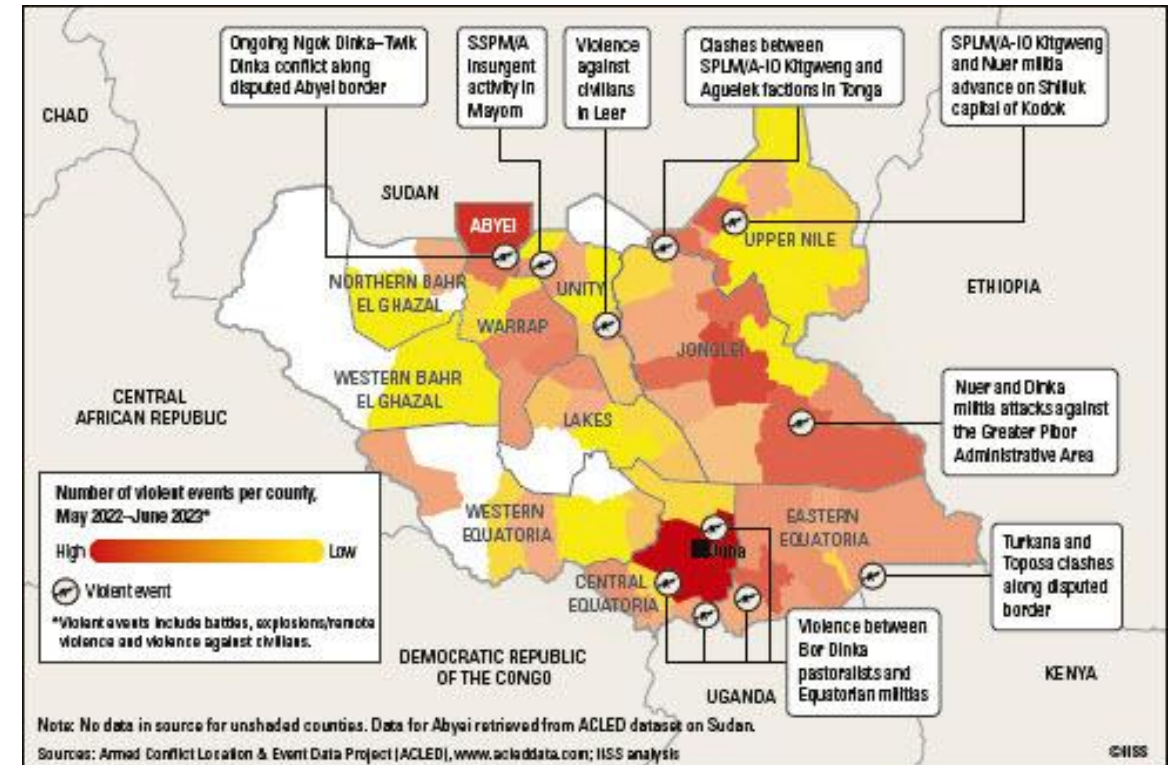 Ongoing Ngok Dinka–Twik
Dinka conflict along
disputed Abyei border
SSPM/A
insurgent
activity in
Mayom
Violence
against
civilians
in Leer
Clashes between
SPLM/A-IO Kitgweng and
Aguelek factions in Tonga
SPLM/A-IO Kitgweng
and Nuer militia
advance on Shilluk
capital of Kodok
CHAD
SUDAN
ABYEI
UPPER NILE
NORTHERN BAHR
EL GHAZAL
UNITY
ETHIOPIA
WARRAP
JONGLEI
WESTERN BAHR
EL GHAZAL
CENTRAL
AFRICAN REPUBLIC
LAKES
Nuer and Dinka
militia attacks against
the Greater Pibor
Administrative Area
Number of violent events per county,
May 2022–June 2023*
High Low
Violent event
*Violent events include battles, explosions/remote
violence and violence against civilians.
WESTERN
EQUATORIA
EASTERN
EQUATORIA
Juba
CENTRAL
EQUATORIA
Turkana and
Toposa clashes
along disputed
border
Violence between
Bor Dinka
pastoralists and
Equatorian militias
DEMOCRATIC REPUBLIC
OF THE CONGO
UGANDA
KENYA
Note: No data in source for unshaded counties. Data for Abyei retrieved from ACLED dataset on Sudan.
Sources: Armed Conflict Location & Event Data Project (ACLED), www.acleddata.com; IISS analysis
©IISS